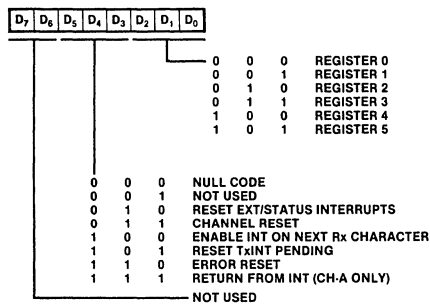 D7 D6 D5 D4 D3 D2 D1 D0
0 0 0 REGISTER 0
0 0 1 REGISTER 1
0 1 0 REGISTER 2
0 1 1 REGISTER 3
1 0 0 REGISTER 4
1 0 1 REGISTER 5
0 0 0 NULL CODE
0 0 1 NOT USED
0 1 0 RESET EXT/STATUS INTERRUPTS
0 1 1 CHANNEL RESET
1 0 0 ENABLE INT ON NEXT Rx CHARACTER
1 0 1 RESET TxINT PENDING
1 1 0 ERROR RESET
1 1 1 RETURN FROM INT (CH-A ONLY)
NOT USED